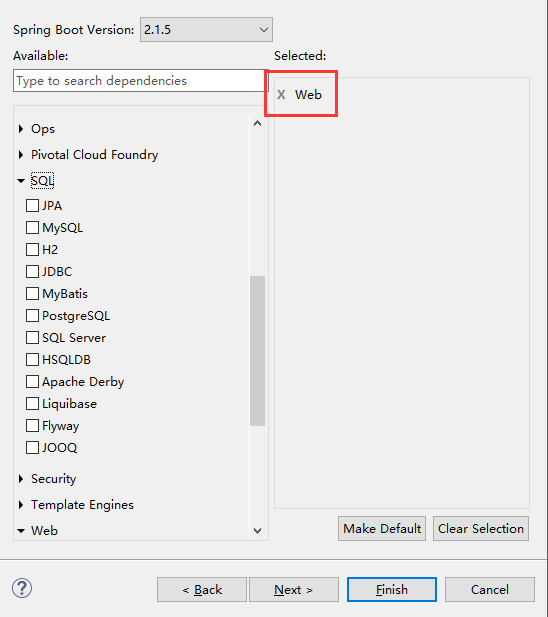 Spring Boot Version: 2.1.5
Available: Selected:
Type to search dependencies
X Web
Ops
Pivotal Cloud Foundry
SQL
JPA
MySQL
H2
JDBC
MyBatis
PostgreSQL
SQL Server
HSQLDB
Apache Derby
Liquibase
Flyway
JOOQ
Security
Template Engines
Web
Make Default Clear Selection
? < Back Next > Finish Cancel